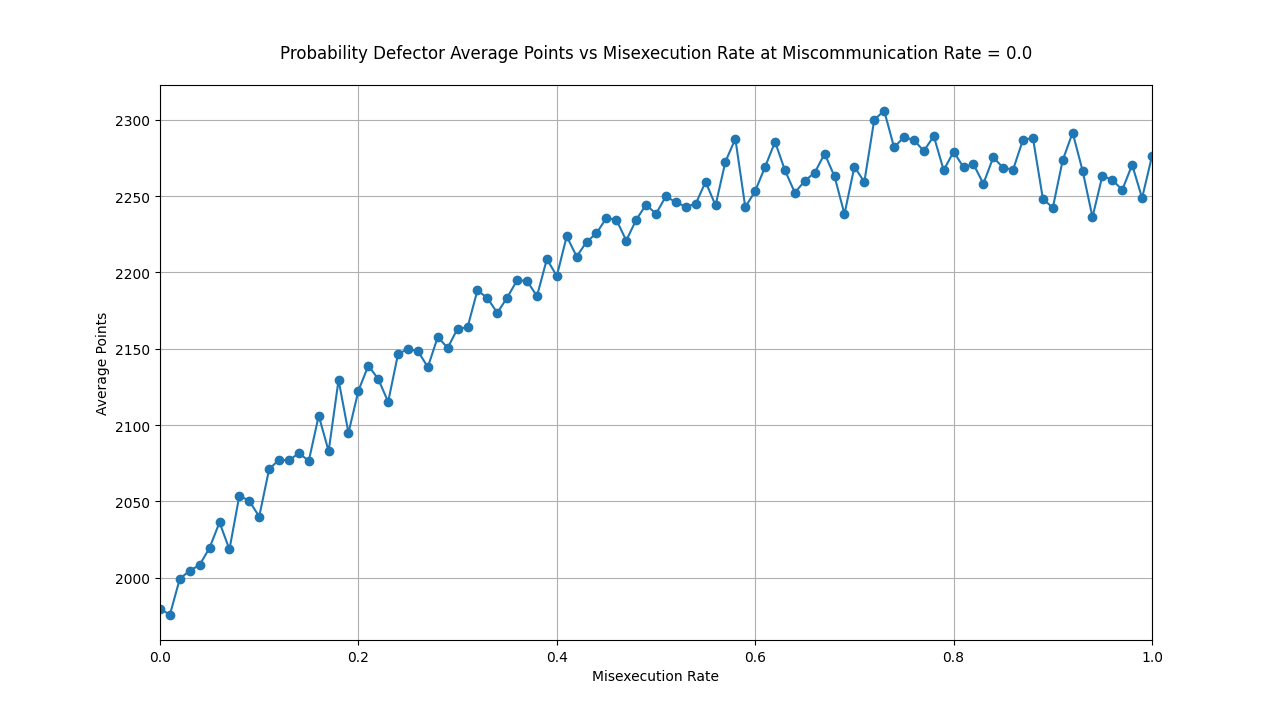 Probability Defector Average Points vs Misexecution Rate at Miscommunication Rate = 0.0
2300
2250
2200
2150
2100
2050
2000
Average Points
0.0 0.2 0.4 0.6 0.8 1.0
Misexecution Rate